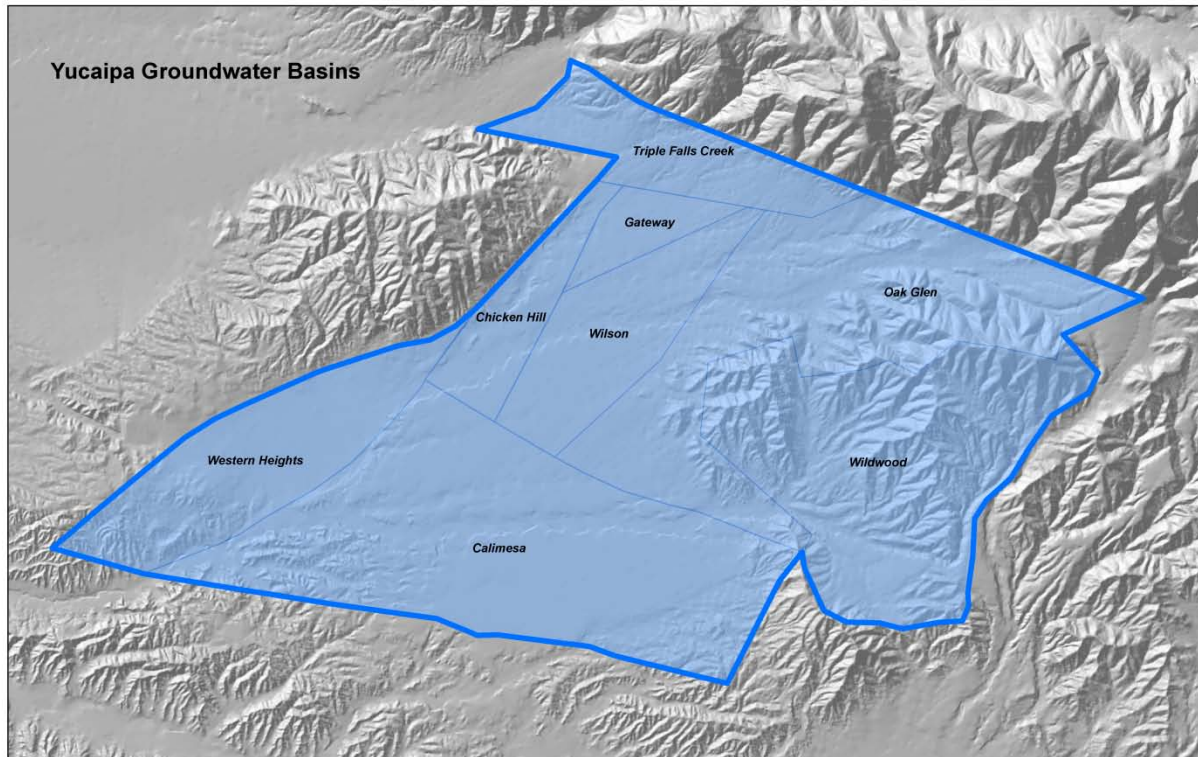 Yucaipa Groundwater Basins
Triple Falls Creek
Gateway
Oak Glen
Chicken Hill
Wilson
Western Heights
Wildwood
Calimesa